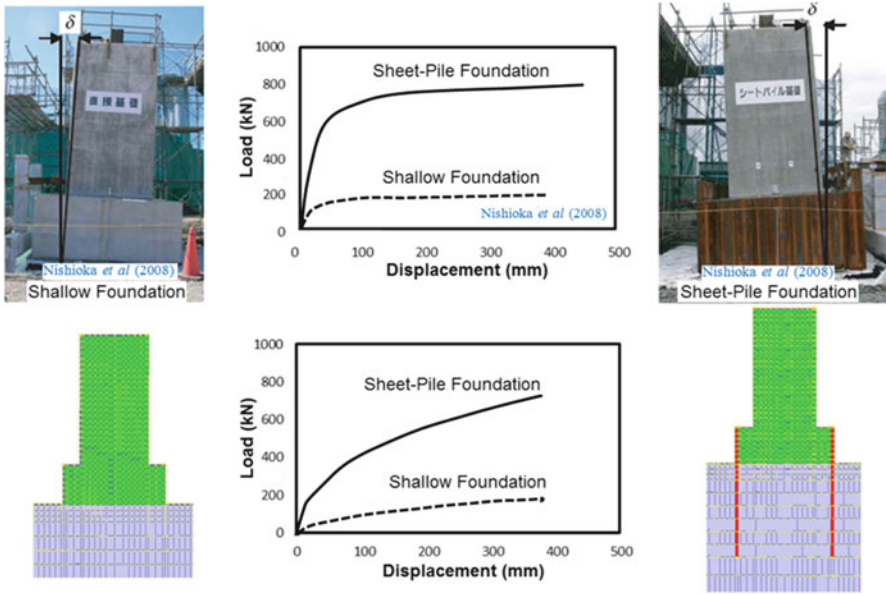 δ
直接基礎
Nishioka et al (2008)
Shallow Foundation
1000
800
600
400
200
0
Load (kN)
Sheet-Pile Foundation
Shallow Foundation
Nishioka et al (2008)
0 100 200 300 400 500
Displacement (mm)
δ
シートパイル基礎
Nishioka et al (2008)
Sheet-Pile Foundation
1000
800
600
400
200
0
Load (kN)
Sheet-Pile Foundation
Shallow Foundation
0 100 200 300 400 500
Displacement (mm)